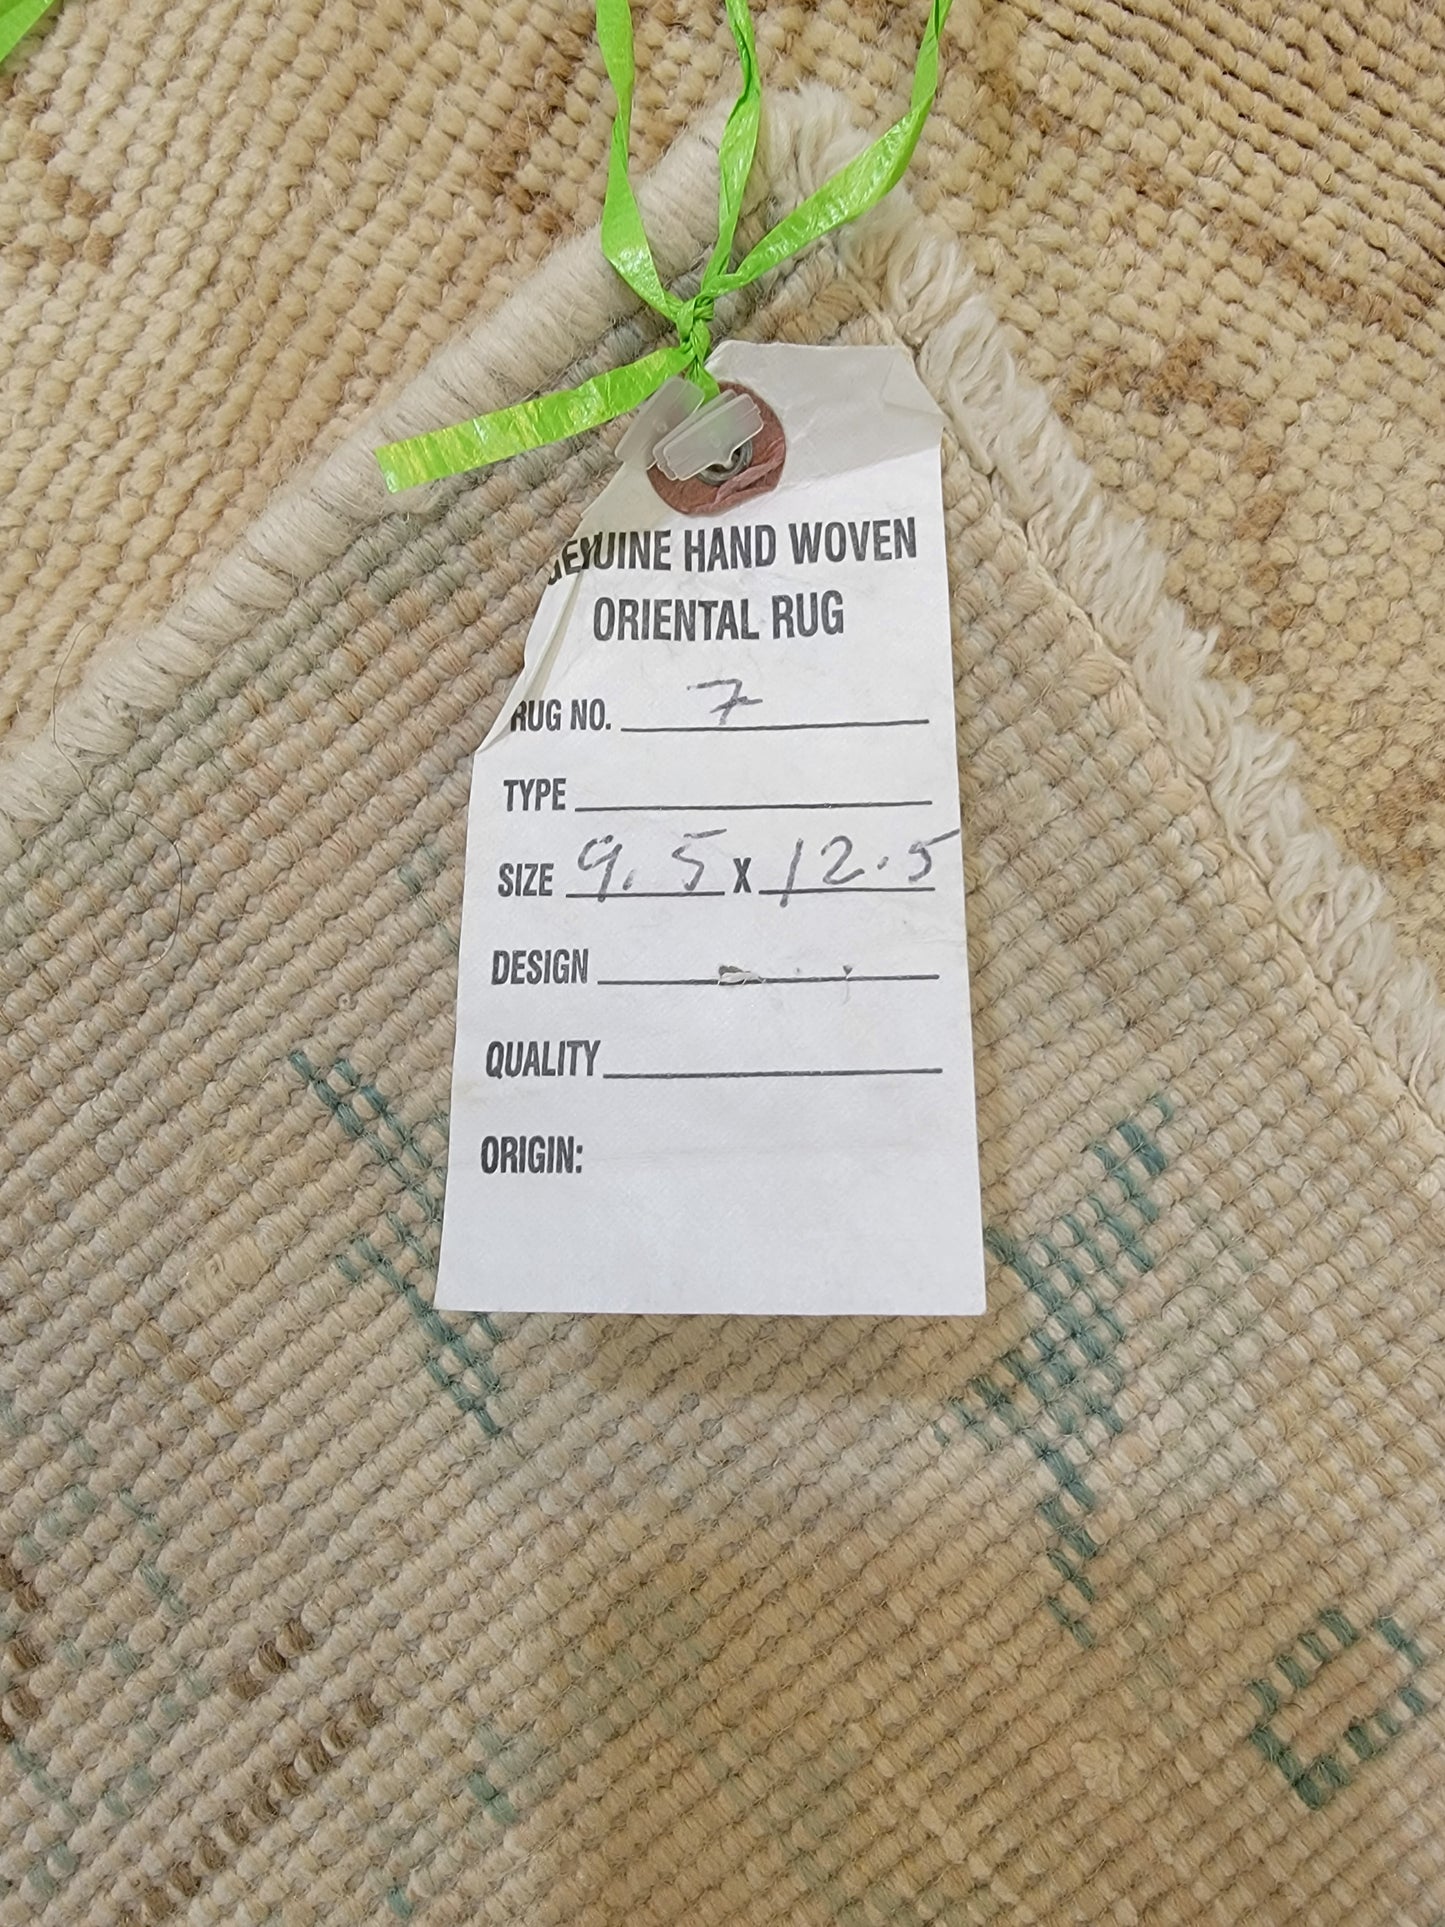 GENUINE HAND WOVEN
ORIENTAL RUG
RUG NO. 7
TYPE
SIZE 9.5 X 12.5
DESIGN
QUALITY
ORIGIN: